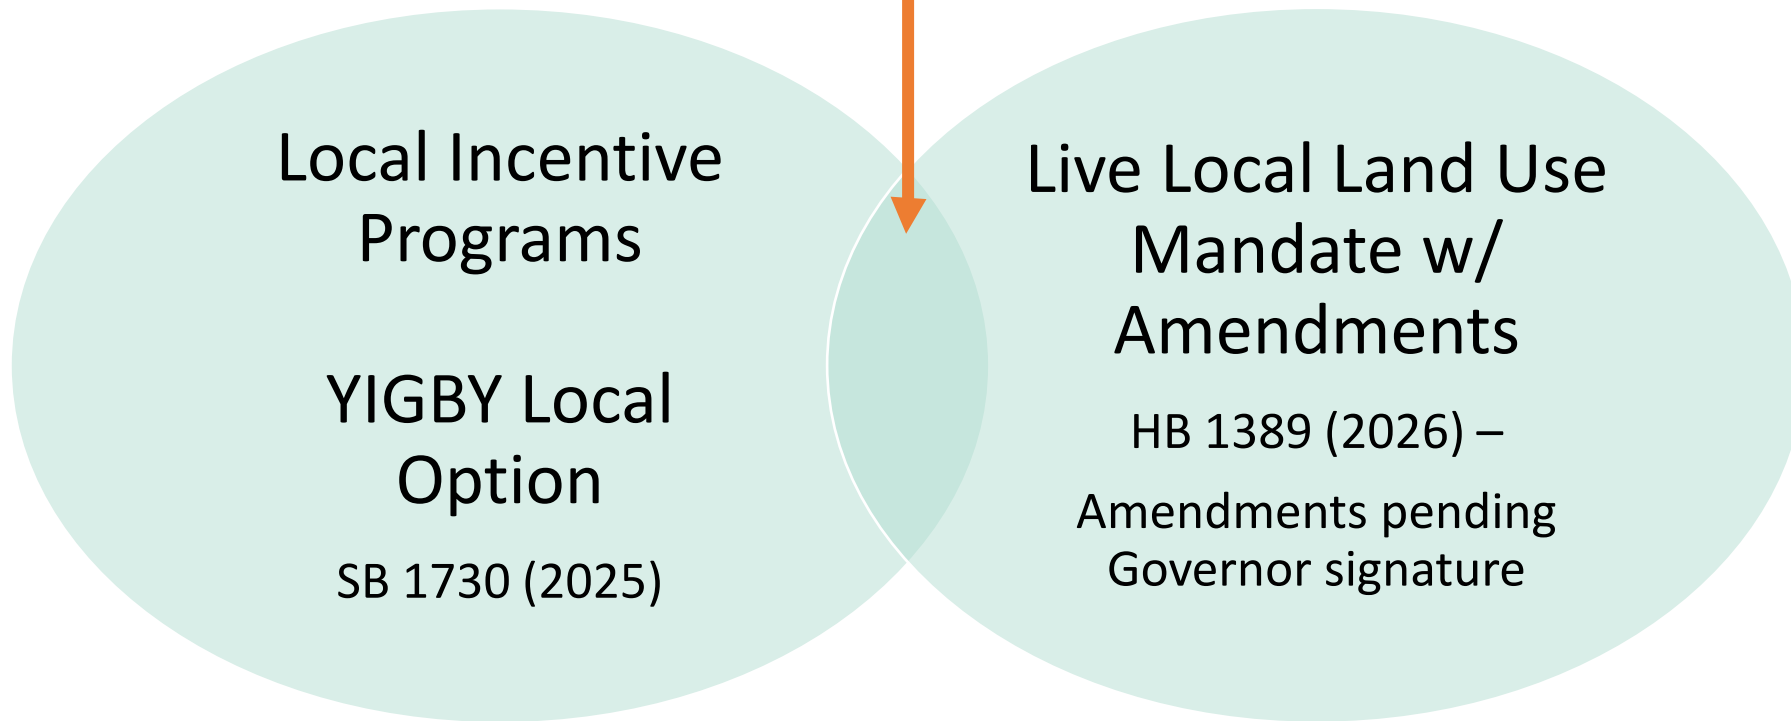 Local Incentive
Programs
YIGBY Local
Option
SB 1730 (2025)
Live Local Land Use
Mandate w/
Amendments
HB 1389 (2026) –
Amendments pending
Governor signature